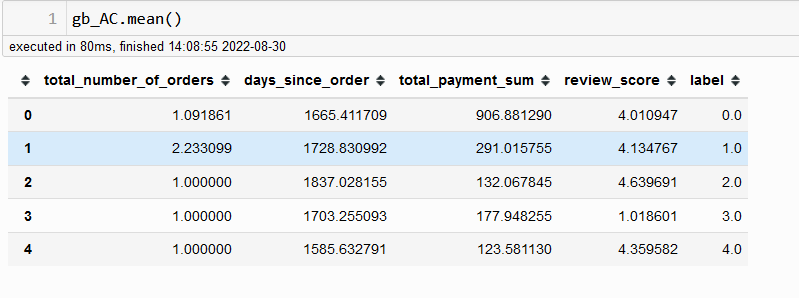 1 gb_AC.mean()
executed in 80ms, finished 14:08:55 2022-08-30
total_number_of_orders days_since_order total_payment_sum review_score label
0 1.091861 1665.411709 906.881290 4.010947 0.0
1 2.233099 1728.830992 291.015755 4.134767 1.0
2 1.000000 1837.028155 132.067845 4.639691 2.0
3 1.000000 1703.255093 177.948255 1.018601 3.0
4 1.000000 1585.632791 123.581130 4.359582 4.0